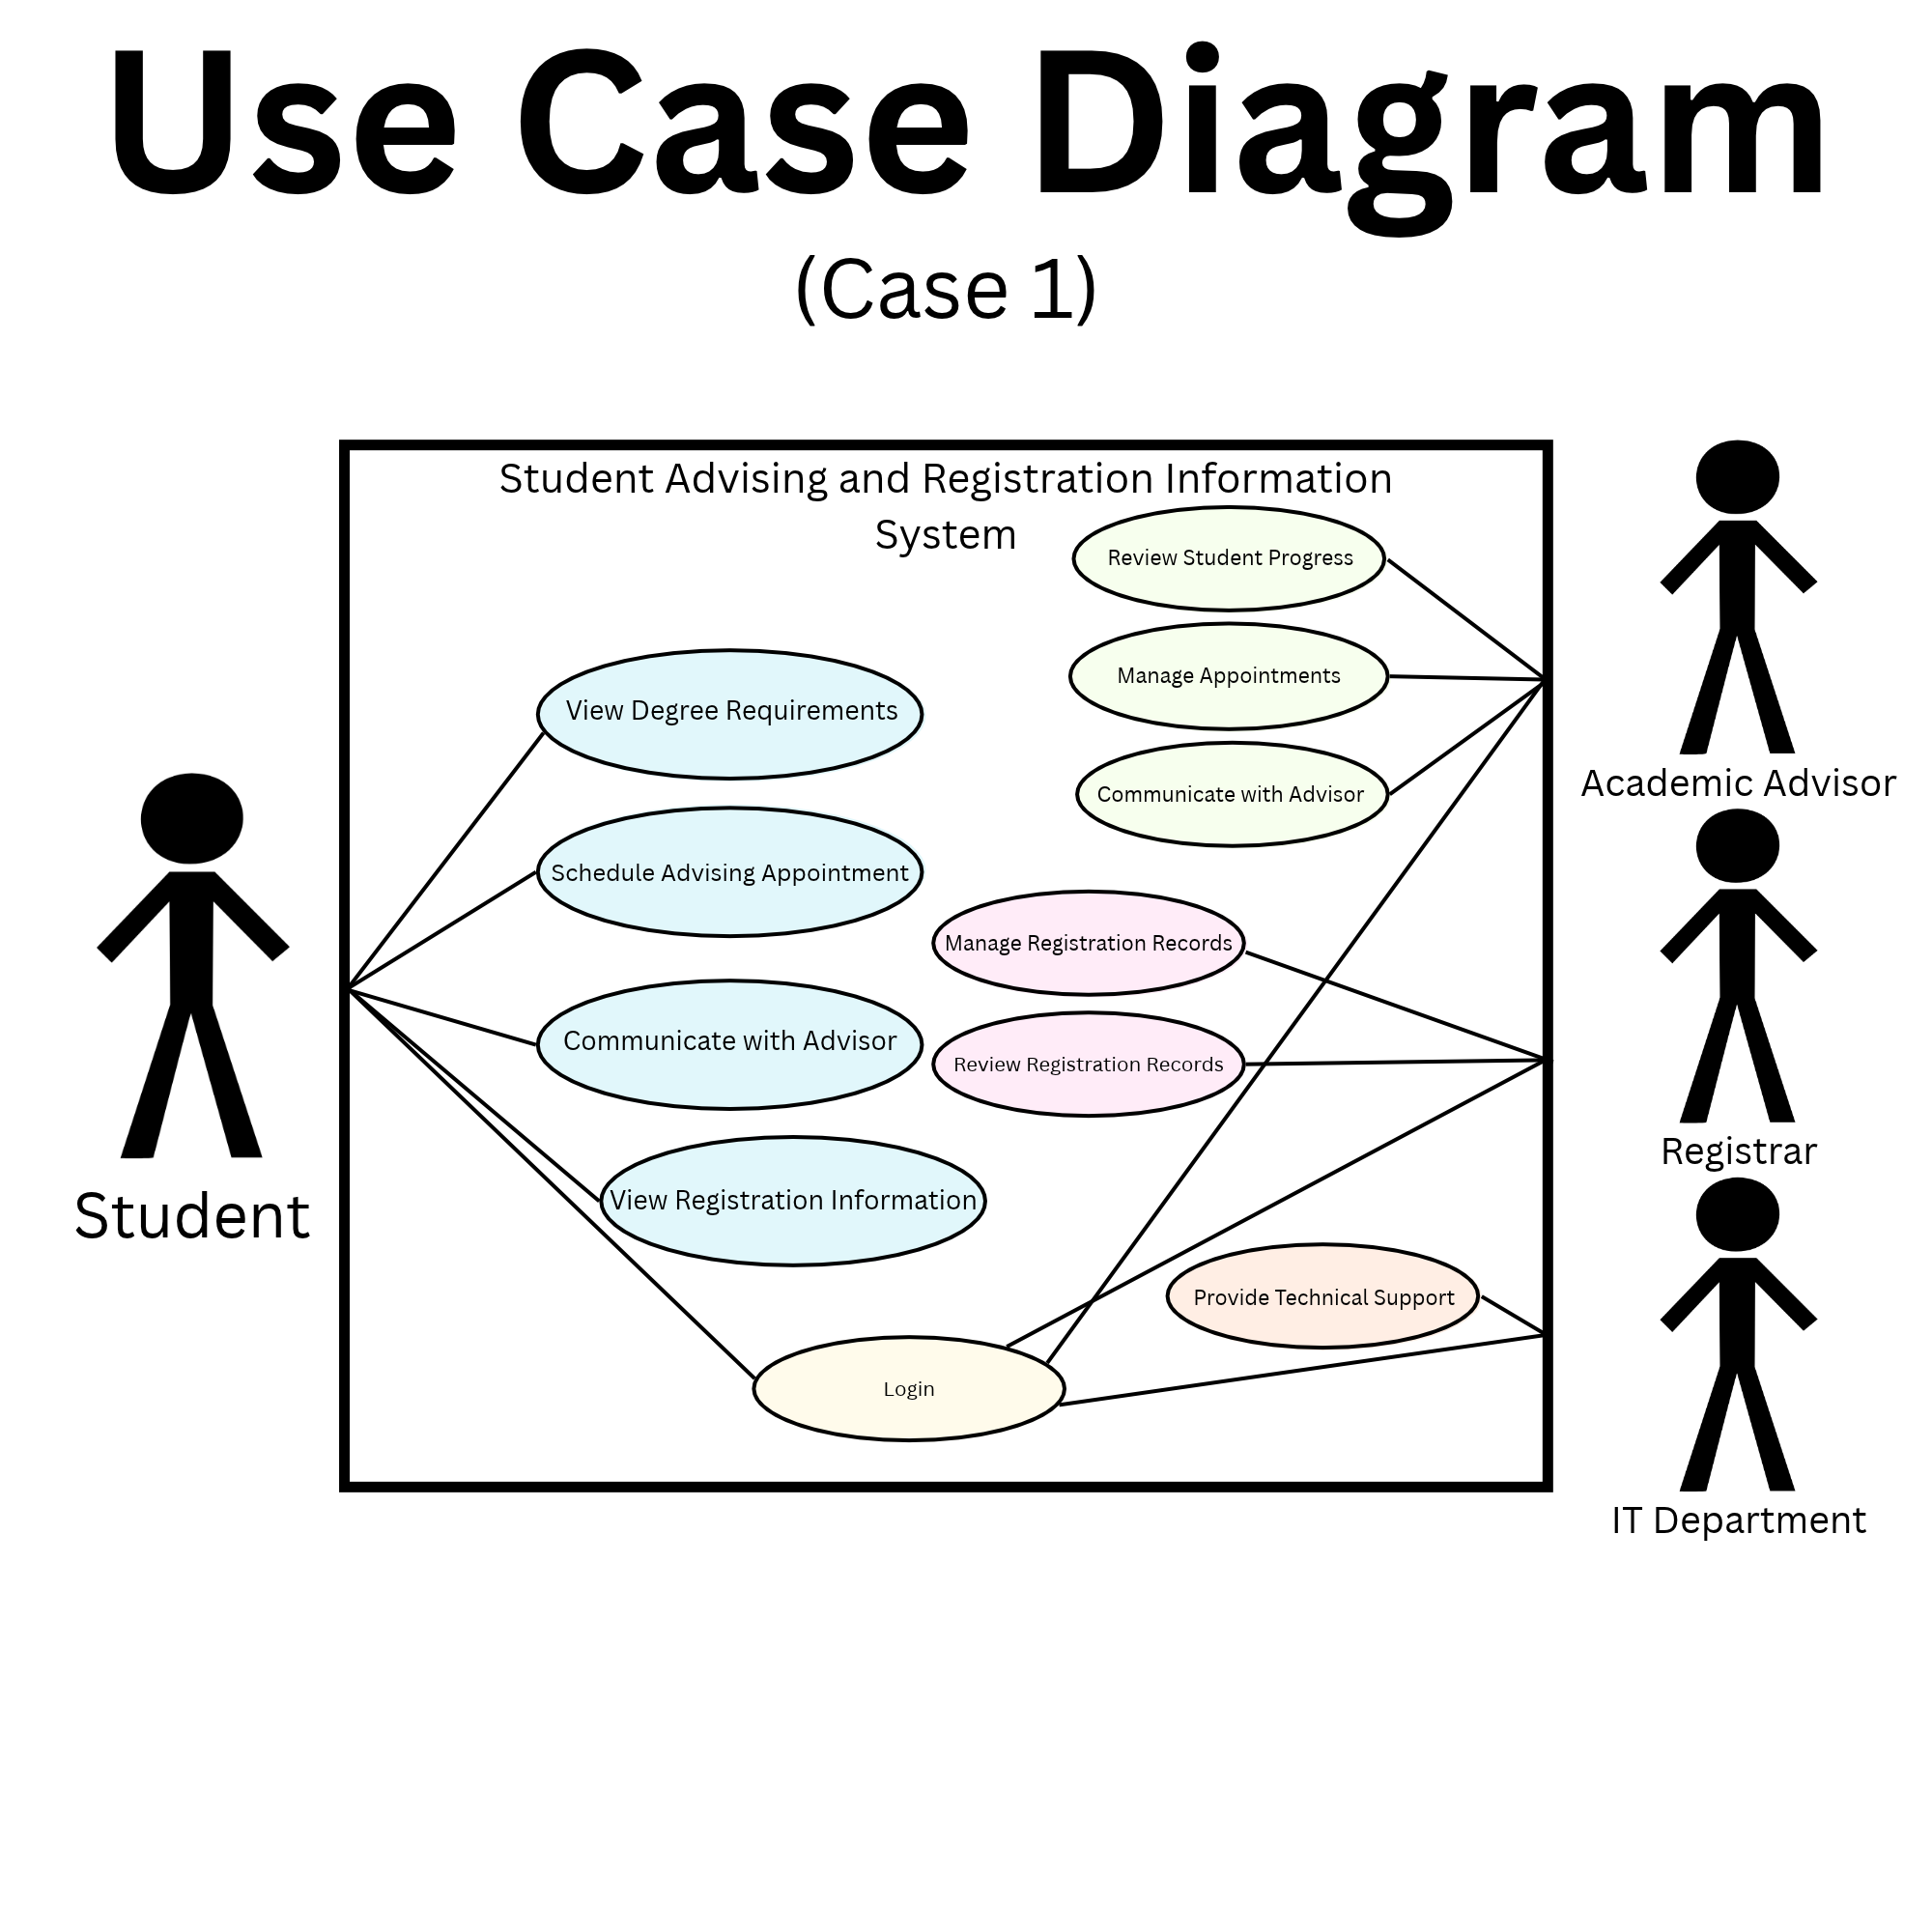 Use Case Diagram
(Case 1)
Student Advising and Registration Information
System
Review Student Progress
Manage Appointments
Communicate with Advisor
View Degree Requirements
Schedule Advising Appointment
Communicate with Advisor
View Registration Information
Manage Registration Records
Review Registration Records
Provide Technical Support
Login
Student
Academic Advisor
Registrar
IT Department